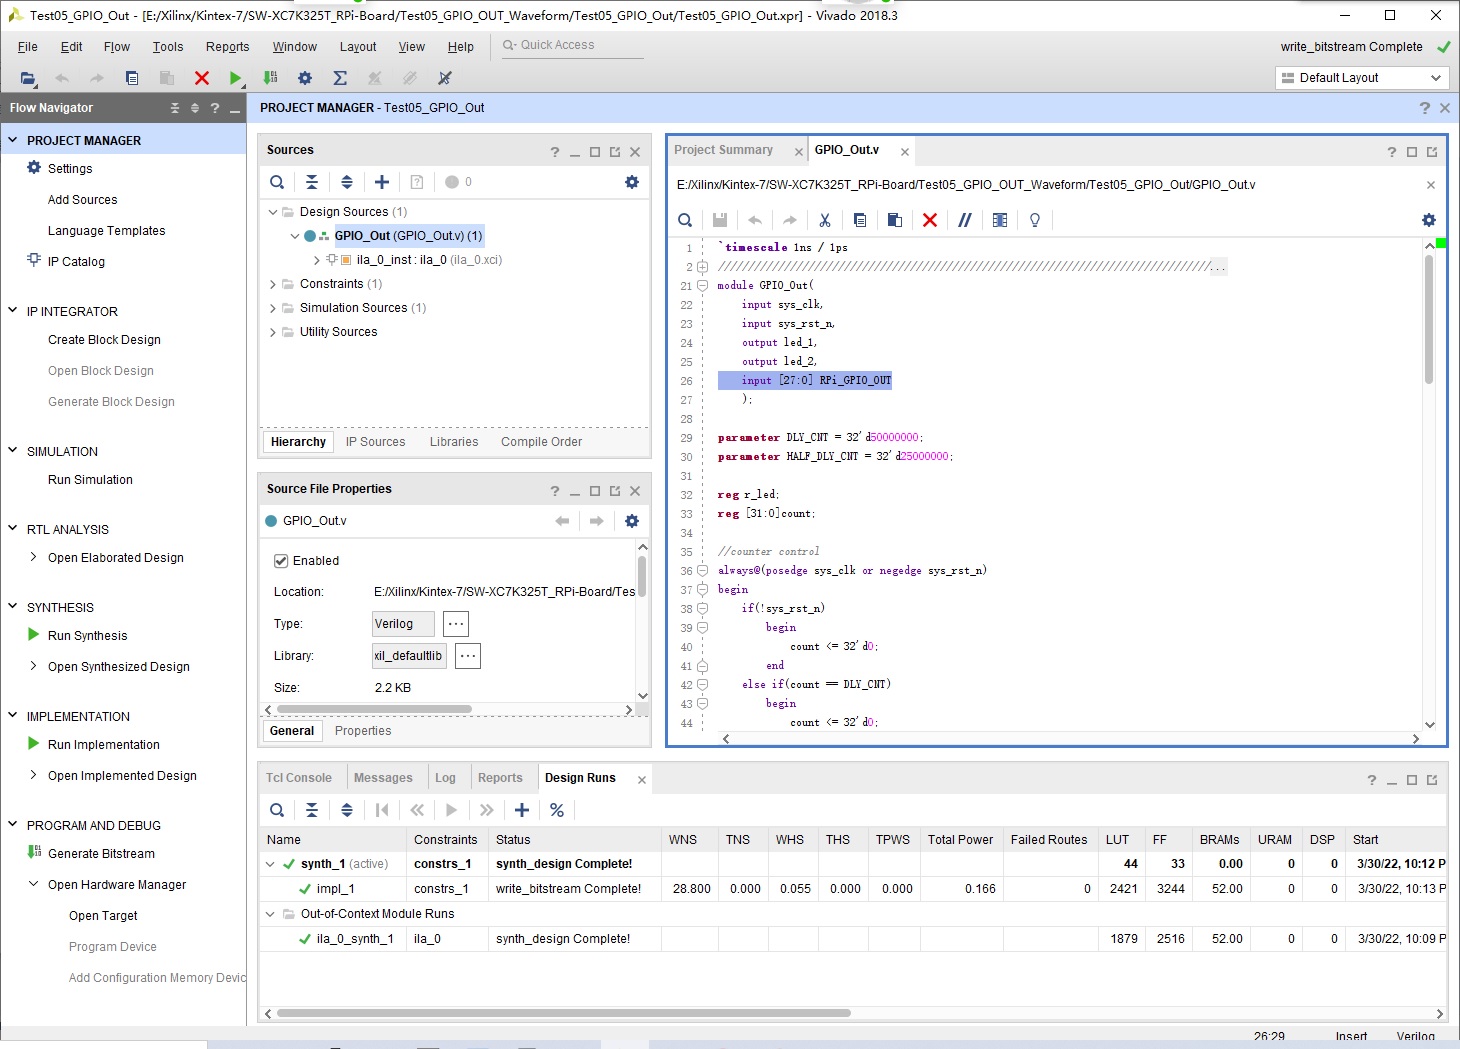 Test05_GPIO_Out - [E:/Xilinx/Kintex-7/SW-XC7K325T_RPi-Board/Test05_GPIO_OUT_Waveform/Test05_GPIO_Out/Test05_GPIO_Out.xpr] - Vivado 2018.3
File Edit Flow Tools Reports Window Layout View Help Quick Access
write_bitstream Complete
Default Layout
Flow Navigator
PROJECT MANAGER
Settings
Add Sources
Language Templates
IP Catalog
IP INTEGRATOR
Create Block Design
Open Block Design
Generate Block Design
SIMULATION
Run Simulation
RTL ANALYSIS
Open Elaborated Design
SYNTHESIS
Run Synthesis
Open Synthesized Design
IMPLEMENTATION
Run Implementation
Open Implemented Design
PROGRAM AND DEBUG
Generate Bitstream
Open Hardware Manager
Open Target
Program Device
Add Configuration Memory Devic
PROJECT MANAGER - Test05_GPIO_Out
Sources
0
Design Sources (1)
GPIO_Out (GPIO_Out.v) (1)
ila_0_inst : ila_0 (ila_0.xci)
Constraints (1)
Simulation Sources (1)
Utility Sources
Hierarchy IP Sources Libraries Compile Order
Source File Properties
GPIO_Out.v
Enabled
Location: E:/Xilinx/Kintex-7/SW-XC7K325T_RPi-Board/Tes
Type: Verilog ...
Library: xil_defaultlib ...
Size: 2.2 KB
General Properties
Project Summary GPIO_Out.v
E:/Xilinx/Kintex-7/SW-XC7K325T_RPi-Board/Test05_GPIO_OUT_Waveform/Test05_GPIO_Out/GPIO_Out.v
1 `timescale 1ns / 1ps
2 //////////////////////////////////////////////////////////////////////////////////...
21 module GPIO_Out(
22 input sys_clk,
23 input sys_rst_n,
24 output led_1,
25 output led_2,
26 input [27:0] RPi_GPIO_OUT
27 );
28
29 parameter DLY_CNT = 32'd50000000;
30 parameter HALF_DLY_CNT = 32'd25000000;
31
32 reg r_led;
33 reg [31:0]count;
34
35 //counter control
36 always@(posedge sys_clk or negedge sys_rst_n)
37 begin
38 if(!sys_rst_n)
39 begin
40 count <= 32'd0;
41 end
42 else if(count == DLY_CNT)
43 begin
44 count <= 32'd0;
Tcl Console Messages Log Reports Design Runs
Name Constraints Status WNS TNS WHS THS TPWS Total Power Failed Routes LUT FF BRAMs URAM DSP Start
synth_1 (active) constrs_1 synth_design Complete! 44 33 0.00 0 0 3/30/22, 10:12 P
impl_1 constrs_1 write_bitstream Complete! 28.800 0.000 0.055 0.000 0.000 0.166 0 2421 3244 52.00 0 0 3/30/22, 10:13 P
Out-of-Context Module Runs
ila_0_synth_1 ila_0 synth_design Complete! 1879 2516 52.00 0 0 3/30/22, 10:09 P
26:29 Insert Verilog